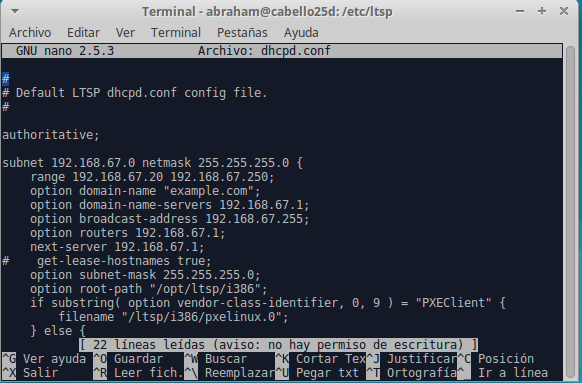 Terminal - abraham@cabello25d: /etc/ltsp
Archivo Editar Ver Terminal Pestañas Ayuda
GNU nano 2.5.3 Archivo: dhcpd.conf
#
# Default LTSP dhcpd.conf config file.
#
authoritative;
subnet 192.168.67.0 netmask 255.255.255.0 {
range 192.168.67.20 192.168.67.250;
option domain-name "example.com";
option domain-name-servers 192.168.67.1;
option broadcast-address 192.168.67.255;
option routers 192.168.67.1;
next-server 192.168.67.1;
# get-lease-hostnames true;
option subnet-mask 255.255.255.0;
option root-path "/opt/ltsp/i386";
if substring( option vendor-class-identifier, 0, 9 ) = "PXEClient" {
filename "/ltsp/i386/pxelinux.0";
} else {
[ 22 líneas leídas (aviso: no hay permiso de escritura) ]
^G Ver ayuda ^O Guardar ^W Buscar ^K Cortar Tex^J Justificar^C Posición
^X Salir ^R Leer fich.^\ Reemplazar^U Pegar txt ^T Ortografía^_ Ir a línea